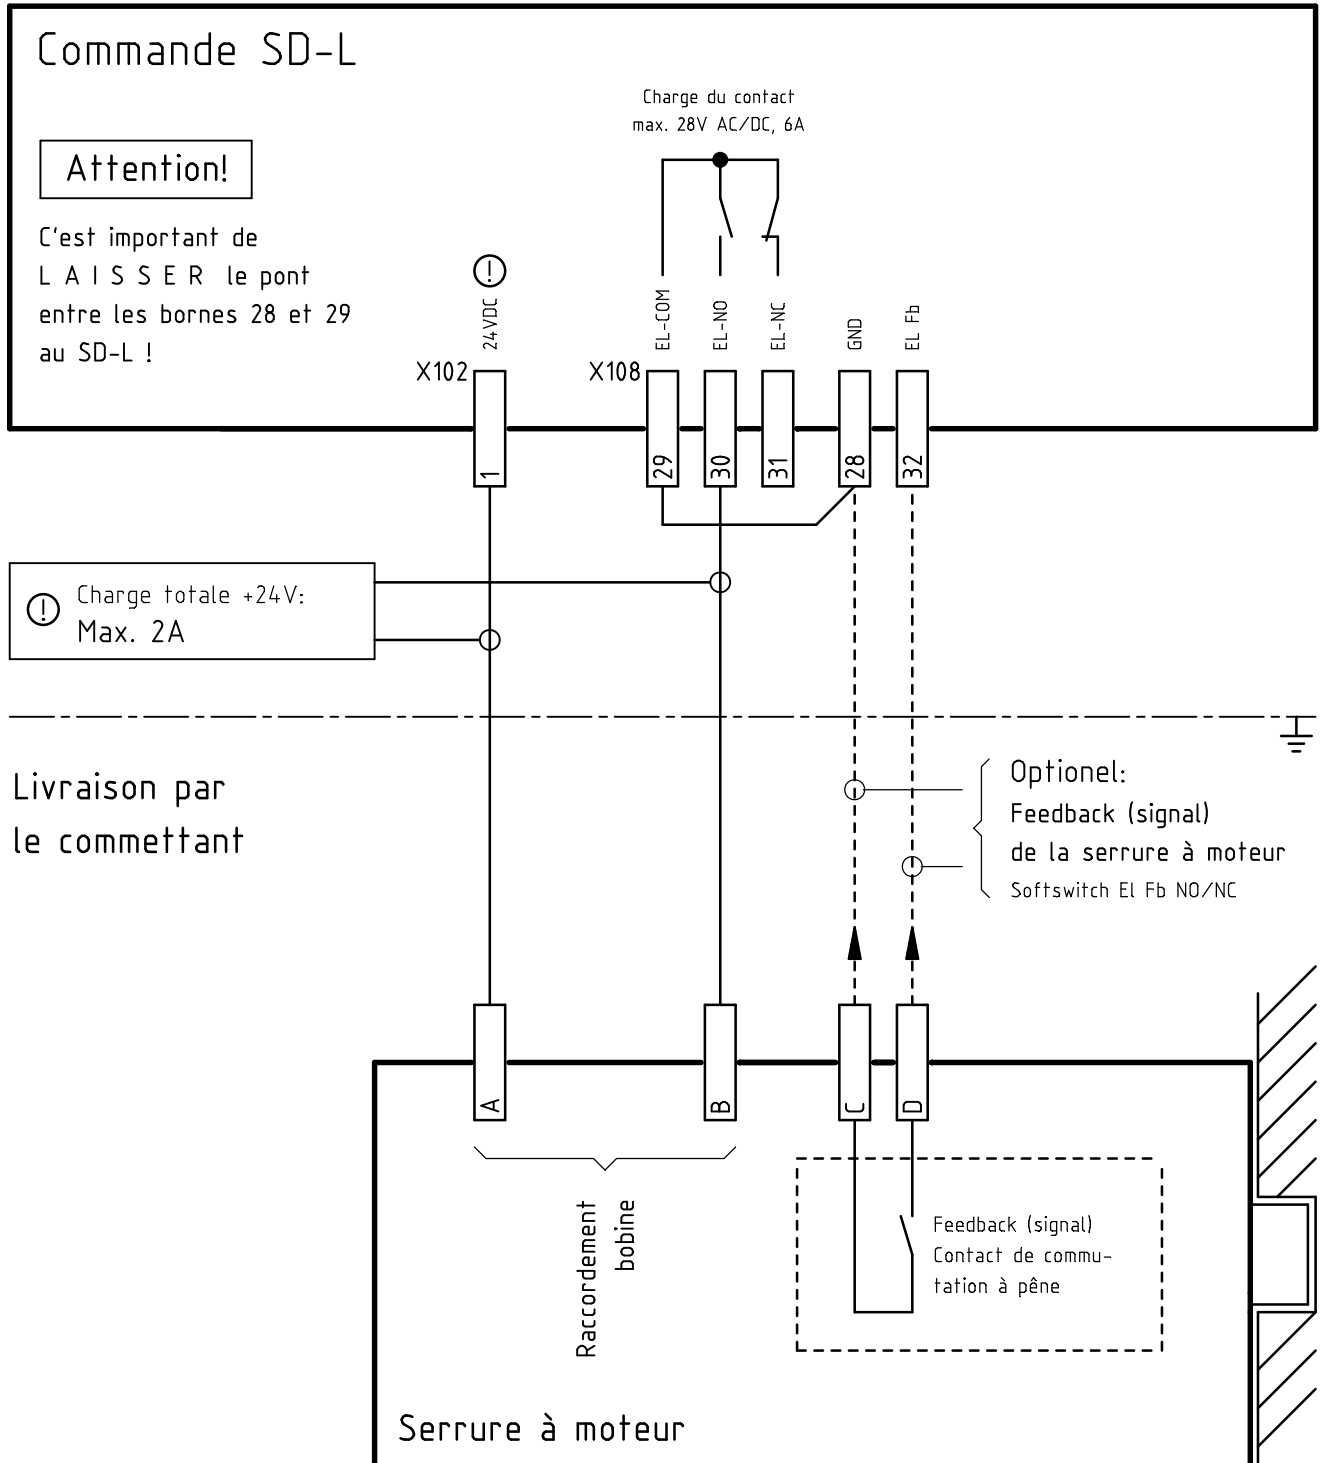 Commande SD-L
Charge du contact
max. 28V AC/DC, 6A
Attention!
C'est important de
L A I S S E R le pont
entre les bornes 28 et 29
au SD-L !
!
24VDC
EL-COM
EL-NO
EL-NC
GND
EL Fb
X102
X108
1
29
30
31
28
32
!
Charge totale +24V:
Max. 2A
Livraison par
le commettant
Optionel:
Feedback (signal)
de la serrure à moteur
Softswitch El Fb NO/NC
A
B
C
D
Raccordement
bobine
Feedback (signal)
Contact de commu-
tation à pêne
Serrure à moteur